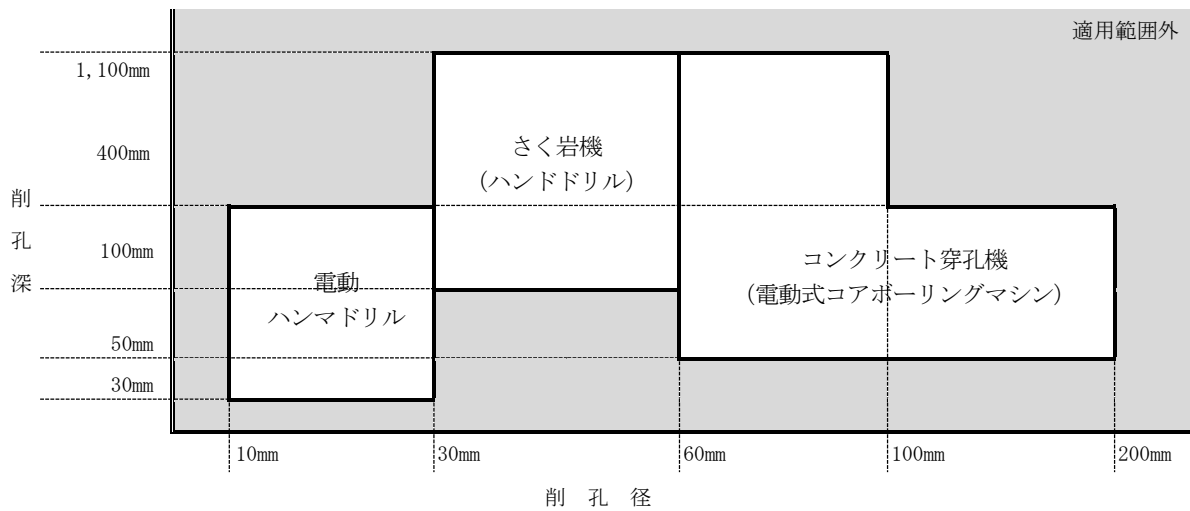 適用範囲外
1,100mm
400mm
100mm
50mm
30mm
削孔深
さく岩機
(ハンドドリル)
電動
ハンマドリル
コンクリート穿孔機
(電動式コアボーリングマシン)
10mm
30mm
60mm
100mm
200mm
削 孔 径